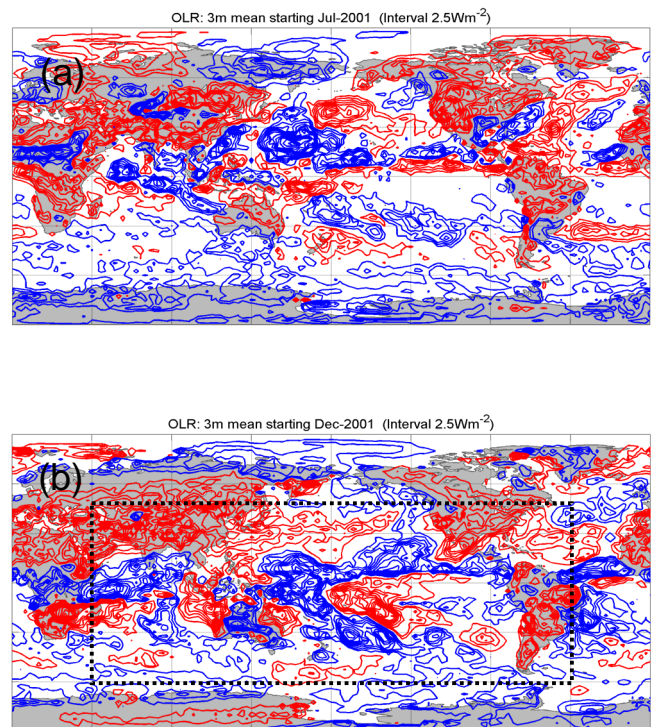 OLR: 3m mean starting Jul-2001 (Interval 2.5Wm⁻²)
(a)
OLR: 3m mean starting Dec-2001 (Interval 2.5Wm⁻²)
(b)